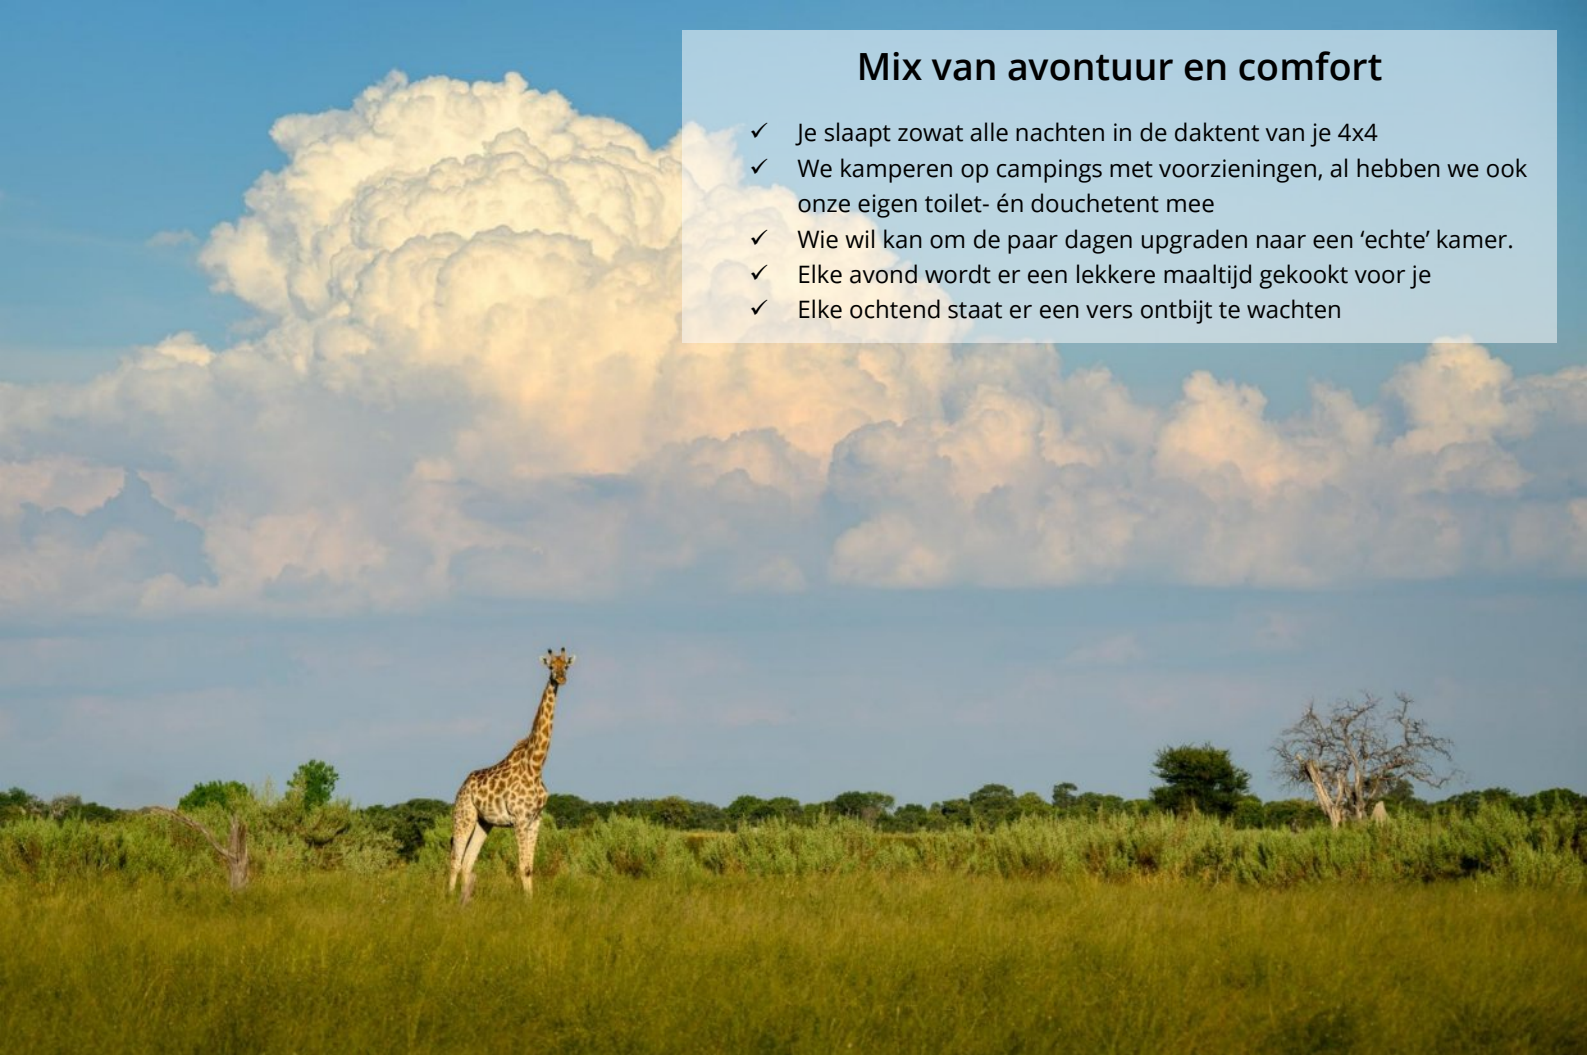 Mix van avontuur en comfort
✓ Je slaapt zowat alle nachten in de daktent van je 4x4
✓ We kamperen op campings met voorzieningen, al hebben we ook
onze eigen toilet- én douchetent mee
✓ Wie wil kan om de paar dagen upgraden naar een ‘echte’ kamer.
✓ Elke avond wordt er een lekkere maaltijd gekookt voor je
✓ Elke ochtend staat er een vers ontbijt te wachten